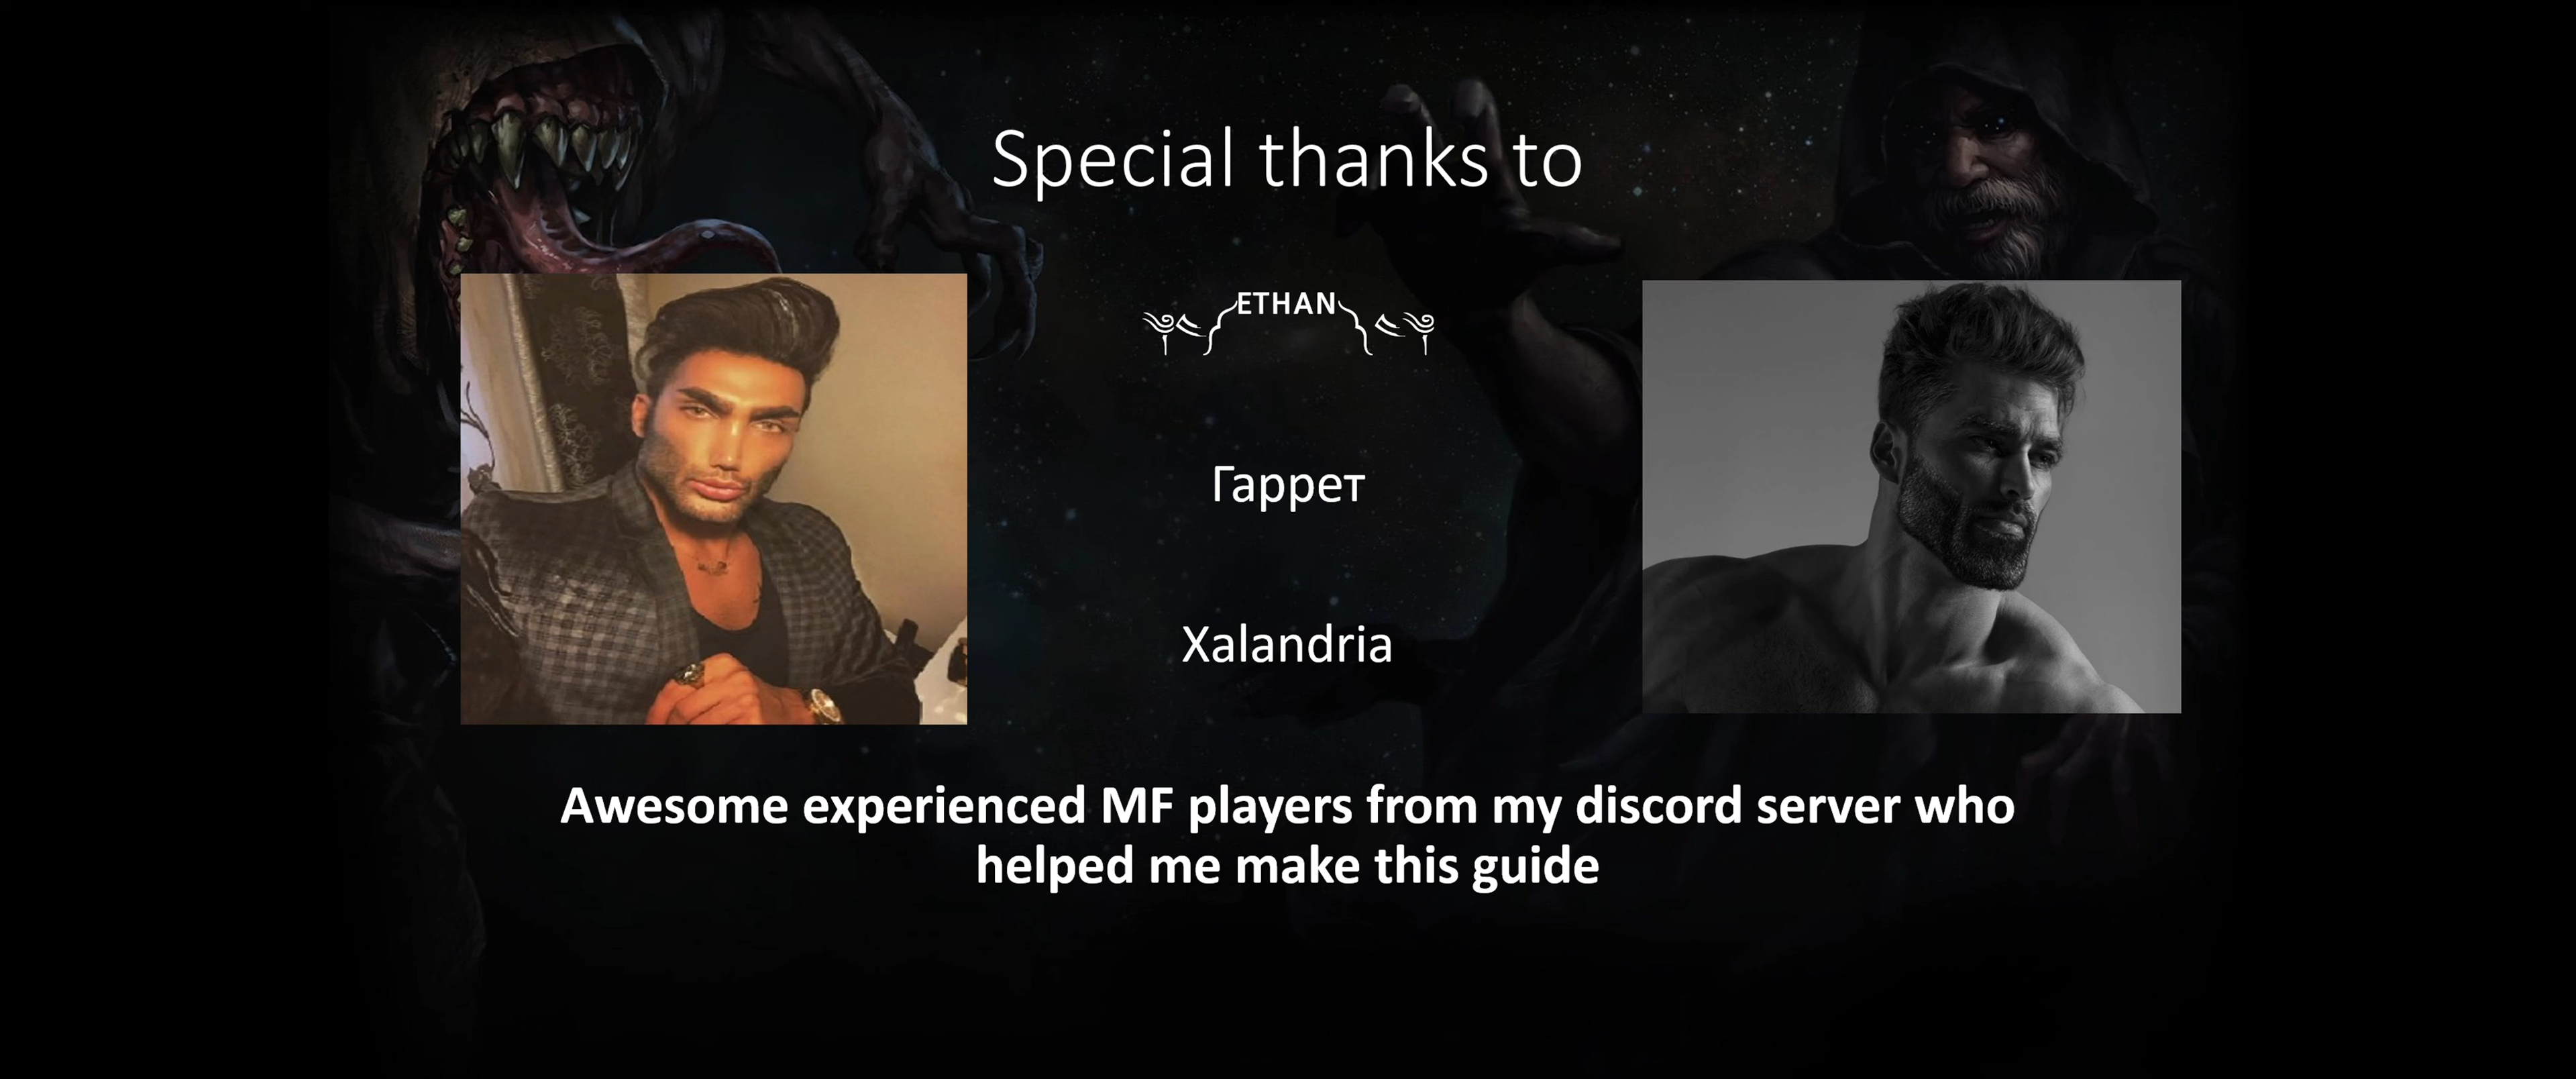 Special thanks to
༺ৡۣۜ͜ ৡ ETHAN ৡۣۜ͜ ৡ༻
Гаррет
Xalandria
Awesome experienced MF players from my discord server who
helped me make this guide